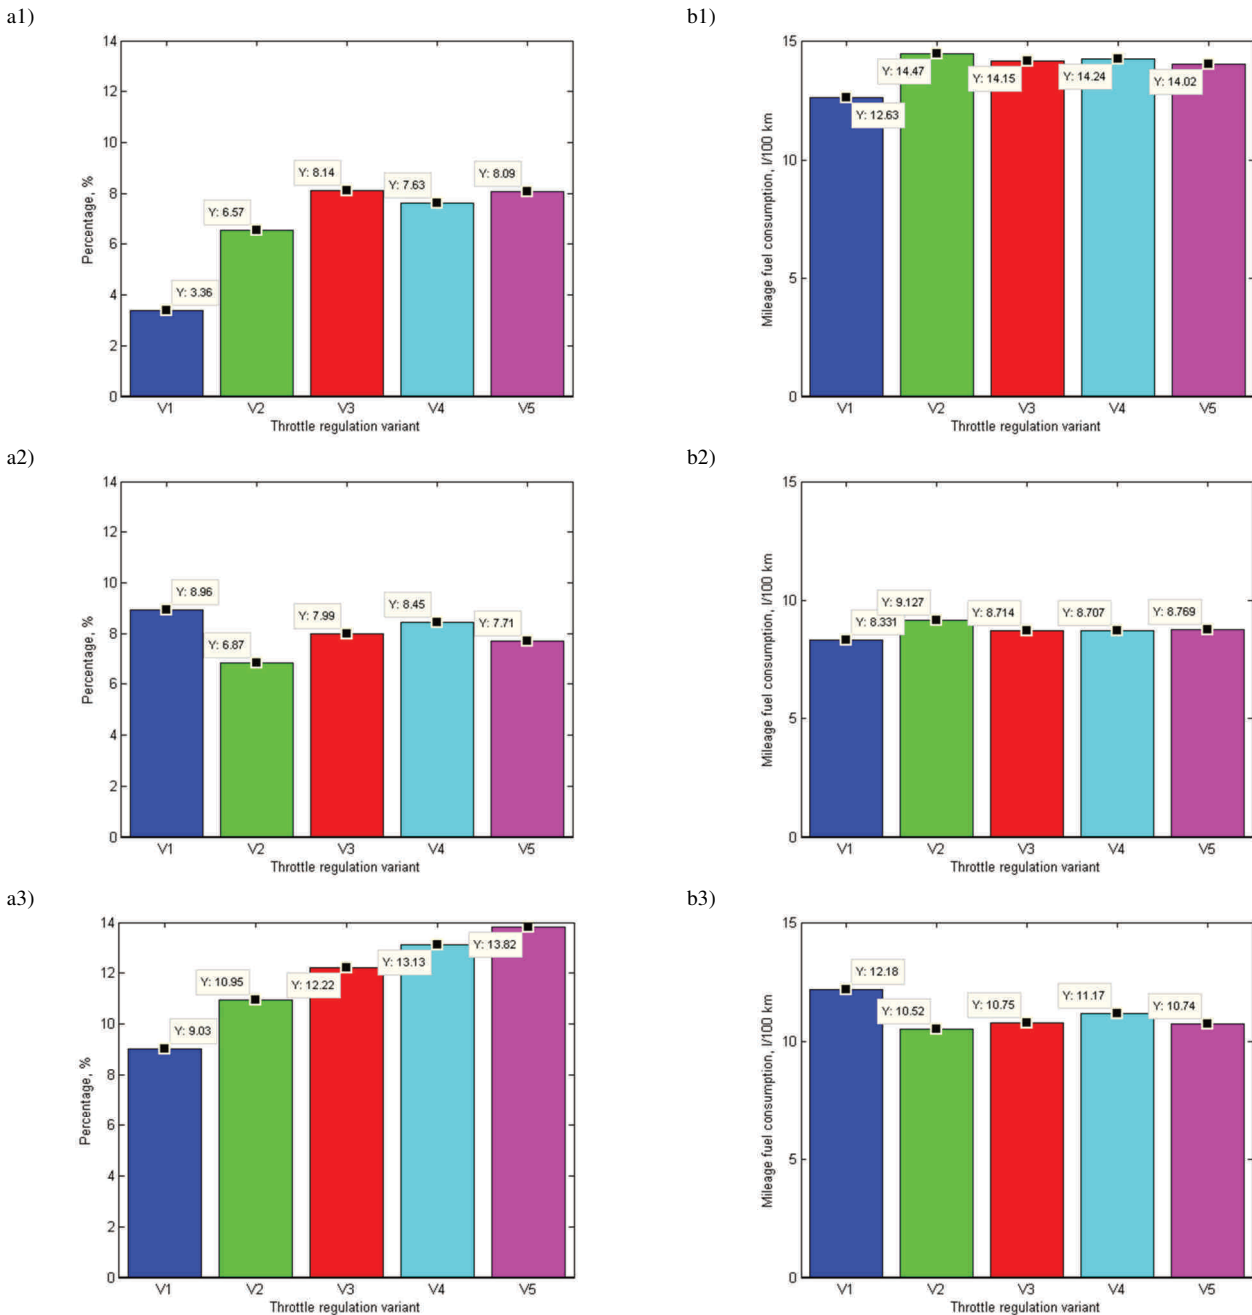 a1)
14
12
10
8
6
4
2
0
Percentage, %
Y: 3.36
Y: 6.57
Y: 8.14
Y: 7.63
Y: 8.09
V1 V2 V3 V4 V5
Throttle regulation variant
b1)
15
10
5
0
Mileage fuel consumption, l/100 km
Y: 12.63
Y: 14.47
Y: 14.15
Y: 14.24
Y: 14.02
V1 V2 V3 V4 V5
Throttle regulation variant
a2)
14
12
10
8
6
4
2
0
Percentage, %
Y: 8.96
Y: 6.87
Y: 7.99
Y: 8.45
Y: 7.71
V1 V2 V3 V4 V5
Throttle regulation variant
b2)
15
10
5
0
Mileage fuel consumption, l/100 km
Y: 8.331
Y: 9.127
Y: 8.714
Y: 8.707
Y: 8.769
V1 V2 V3 V4 V5
Throttle regulation variant
a3)
14
12
10
8
6
4
2
0
Percentage, %
Y: 9.03
Y: 10.95
Y: 12.22
Y: 13.13
Y: 13.82
V1 V2 V3 V4 V5
Throttle regulation variant
b3)
15
10
5
0
Mileage fuel consumption, l/100 km
Y: 12.18
Y: 10.52
Y: 10.75
Y: 11.17
Y: 10.74
V1 V2 V3 V4 V5
Throttle regulation variant